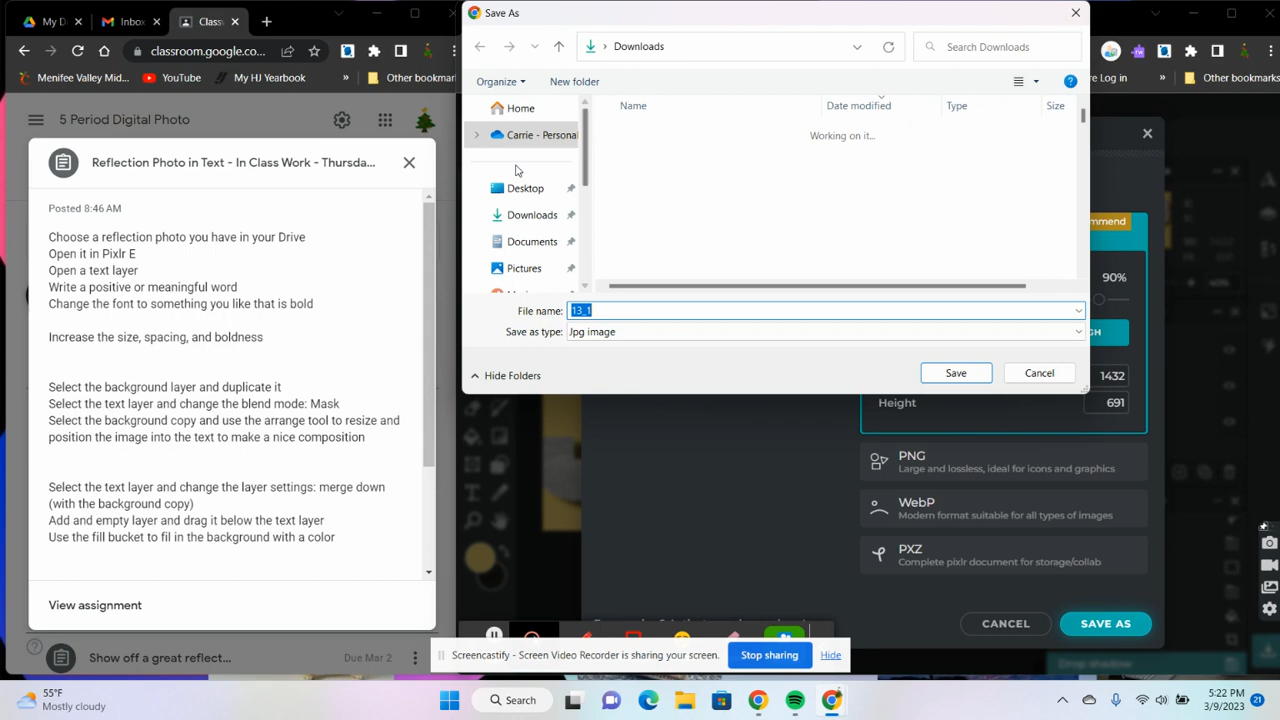 My D
Inbox
Class
classroom.google.co
Menifee Valley Mid...
YouTube
My HJ Yearbook
»
Other bookmarks
5 Period Digital Photo
Reflection Photo in Text - In Class Work - Thursda...
Posted 8:46 AM
Choose a reflection photo you have in your Drive
Open it in Pixlr E
Open a text layer
Write a positive or meaningful word
Change the font to something you like that is bold
Increase the size, spacing, and boldness
Select the background layer and duplicate it
Select the text layer and change the blend mode: Mask
Select the background copy and use the arrange tool to resize and
position the image into the text to make a nice composition
Select the text layer and change the layer settings: merge down
(with the background copy)
Add and empty layer and drag it below the text layer
Use the fill bucket to fill in the background with a color
View assignment
Show off a great reflect...
Due Mar 2
Save As
Downloads
Search Downloads
Organize
New folder
Name
Date modified
Type
Size
Home
Carrie - Persona
Working on it...
Desktop
Downloads
Documents
Pictures
File name:
13_1
Save as type:
Jpg image
Hide Folders
Save
Cancel
e Log in
»
Other bookmarks
mmend
90%
GH
1432
Height
691
PNG
Large and lossless, ideal for icons and graphics
WebP
Modern format suitable for all types of images
PXZ
Complete pixlr document for storage/collab
CANCEL
SAVE AS
Drop shadow
Screencastify - Screen Video Recorder is sharing your screen.
Stop sharing
Hide
55°F
Mostly cloudy
Search
5:22 PM
3/9/2023
21